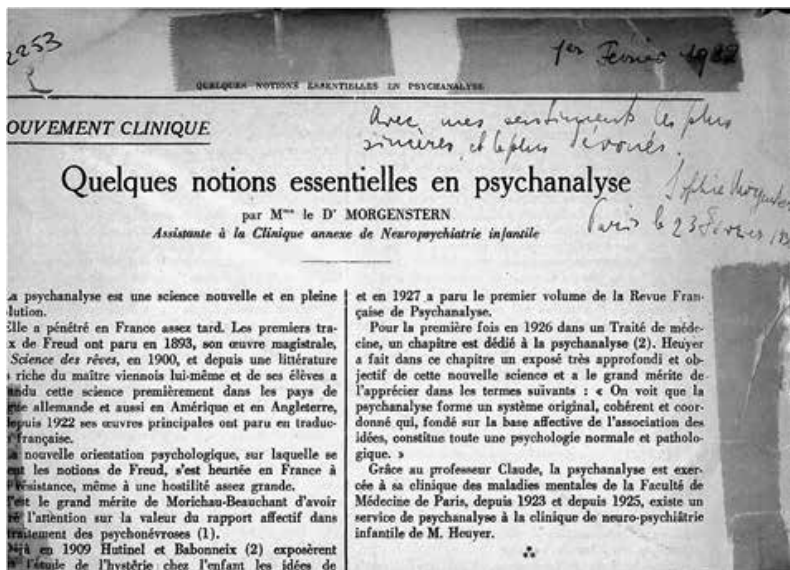 2253
1er Février 1932
QUELQUES NOTIONS ESSENTIELLES EN PSYCHANALYSE
OUVEMENT CLINIQUE
Avec mes sentiments les plus
sincères et les plus dévoués.
Sophie Morgenstern
Paris le 23 Février
Quelques notions essentielles en psychanalyse
par Mme le Dr MORGENSTERN
Assistante à la Clinique annexe de Neuropsychiatrie infantile
La psychanalyse est une science nouvelle et en pleine
lution.
Elle a pénétré en France assez tard. Les premiers tra-
x de Freud ont paru en 1893, son œuvre magistrale,
Science des rêves, en 1900, et depuis une littérature
riche du maître viennois lui-même et de ses élèves a
ndu cette science premièrement dans les pays de
gue allemande et aussi en Amérique et en Angleterre,
epuis 1922 ses œuvres principales ont paru en traduc-
française.
nouvelle orientation psychologique, sur laquelle se
les notions de Freud, s'est heurtée en France à
résistance, même à une hostilité assez grande.
est le grand mérite de Morichau-Beauchant d'avoir
l'attention sur la valeur du rapport affectif dans
traitement des psychonévroses (1).
Déjà en 1909 Hutinel et Babonneix (2) exposèrent
l'étude de l'hystérie chez l'enfant les idées de
et en 1927 a paru le premier volume de la Revue Fran-
çaise de Psychanalyse.
Pour la première fois en 1926 dans un Traité de méde-
cine, un chapitre est dédié à la psychanalyse (2). Heuyer
a fait dans ce chapitre un exposé très approfondi et ob-
jectif de cette nouvelle science et a le grand mérite de
l'apprécier dans les termes suivants : « On voit que la
psychanalyse forme un système original, cohérent et coor-
donné qui, fondé sur la base affective de l'association des
idées, constitue toute une psychologie normale et patholo-
gique. »
Grâce au professeur Claude, la psychanalyse est exer-
cée à sa clinique des maladies mentales de la Faculté de
Médecine de Paris, depuis 1923 et depuis 1925, existe un
service de psychanalyse à la clinique de neuro-psychiâtrie
infantile de M. Heuyer.